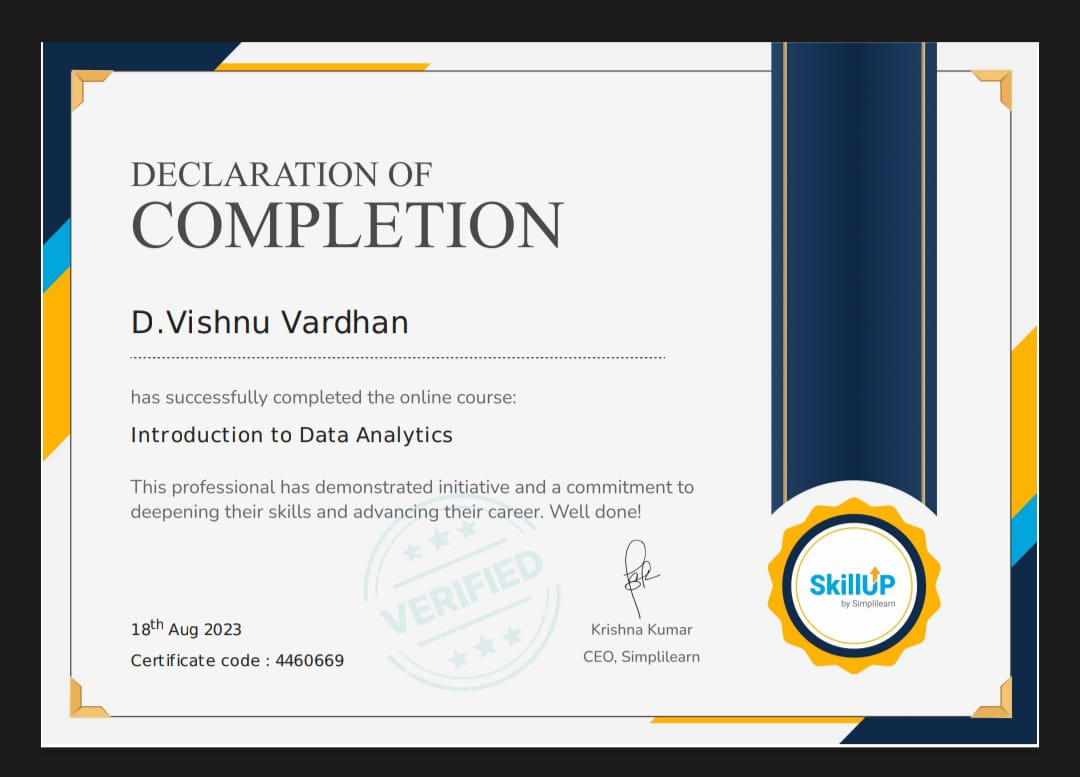 DECLARATION OF
COMPLETION
D.Vishnu Vardhan
has successfully completed the online course:
Introduction to Data Analytics
This professional has demonstrated initiative and a commitment to
deepening their skills and advancing their career. Well done!
VERIFIED
18th Aug 2023
Certificate code : 4460669
Krishna Kumar
CEO, Simplilearn
SkillUP
by Simplilearn